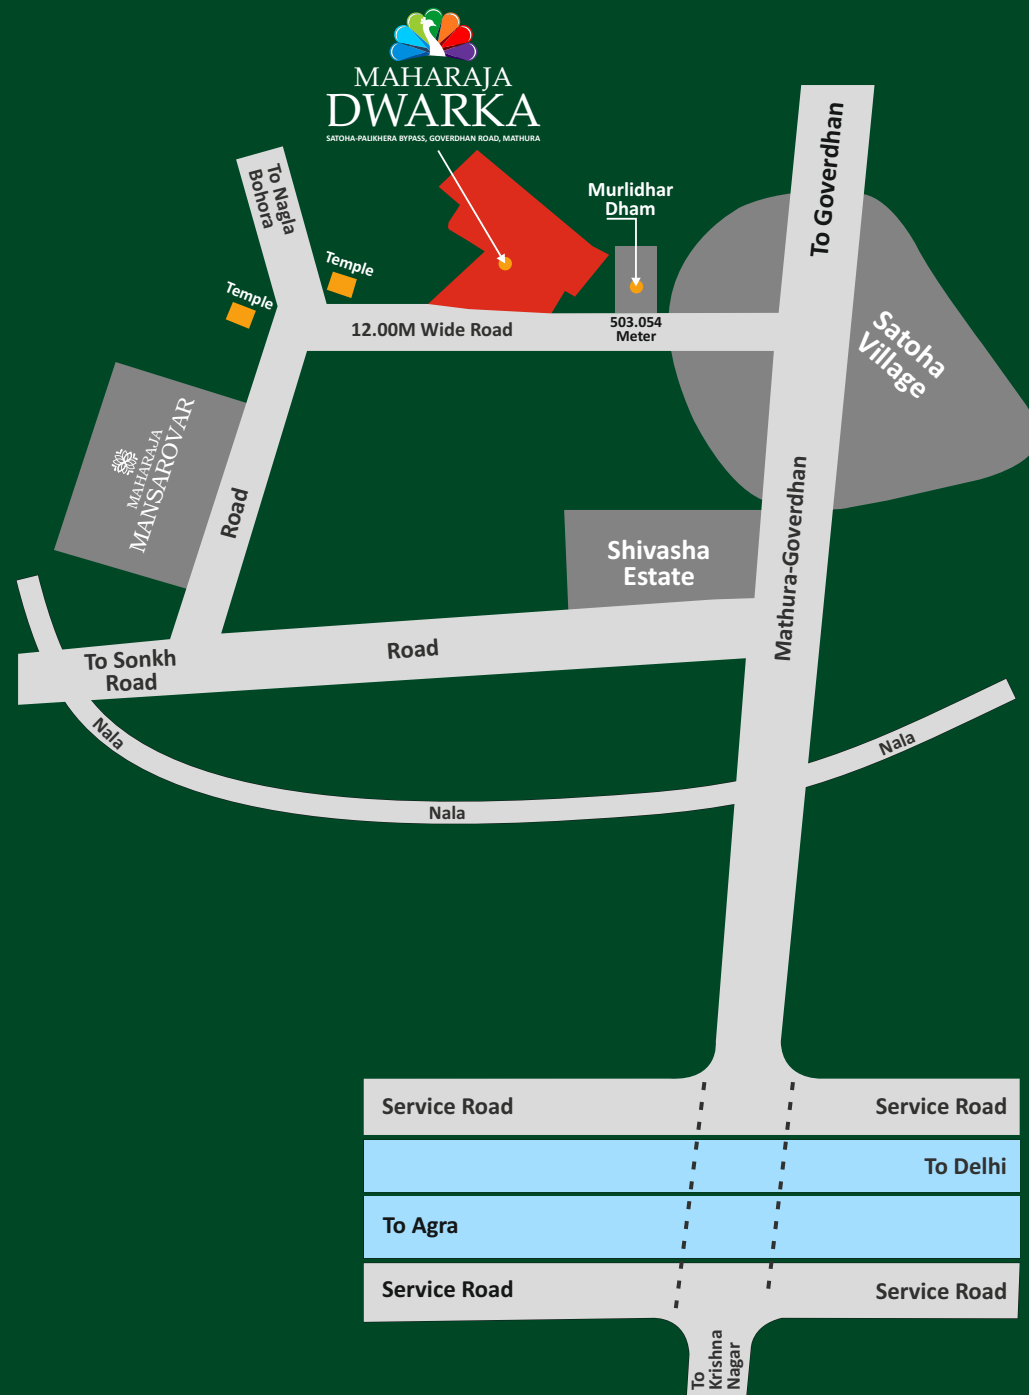 MAHARAJA
DWARKA
SATOHA-PALIKHERA BYPASS, GOVERDHAN ROAD, MATHURA
To Goverdhan
To Nagla
Bohora
Murlidhar
Dham
Temple
Temple
12.00M Wide Road
503.054
Meter
Satoha
Village
MAHARAJA
MANSAROVAR
Road
Mathura-Goverdhan
Shivasha
Estate
Road
To Sonkh
Road
Nala
Nala
Nala
Service Road
Service Road
To Delhi
To Agra
Service Road
Service Road
To
Krishna
Nagar